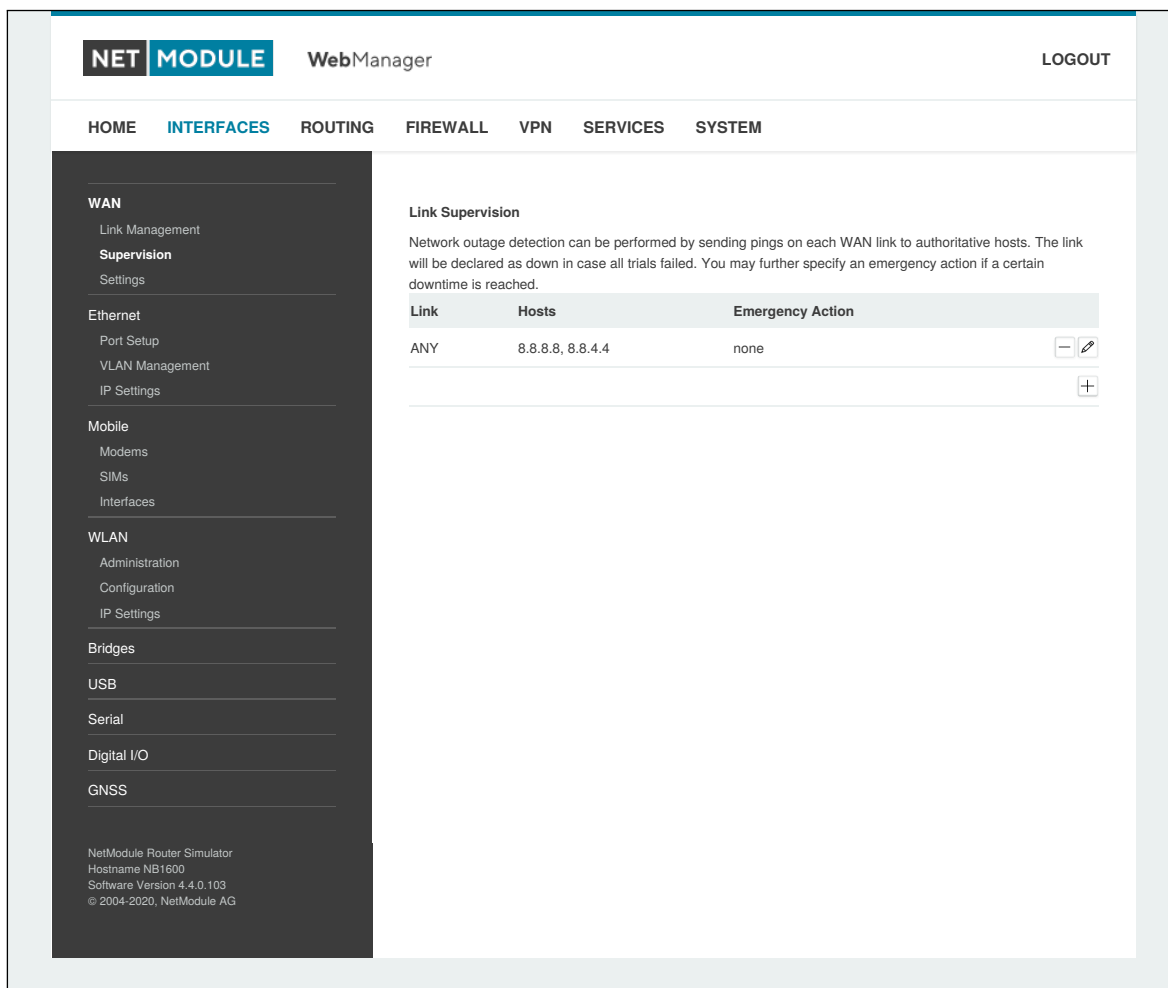 NET MODULE WebManager LOGOUT
HOME INTERFACES ROUTING FIREWALL VPN SERVICES SYSTEM
WAN
Link Management
Supervision
Settings
Ethernet
Port Setup
VLAN Management
IP Settings
Mobile
Modems
SIMs
Interfaces
WLAN
Administration
Configuration
IP Settings
Bridges
USB
Serial
Digital I/O
GNSS
NetModule Router Simulator
Hostname NB1600
Software Version 4.4.0.103
© 2004-2020, NetModule AG
Link Supervision
Network outage detection can be performed by sending pings on each WAN link to authoritative hosts. The link
will be declared as down in case all trials failed. You may further specify an emergency action if a certain
downtime is reached.
Link Hosts Emergency Action
ANY 8.8.8.8, 8.8.4.4 none